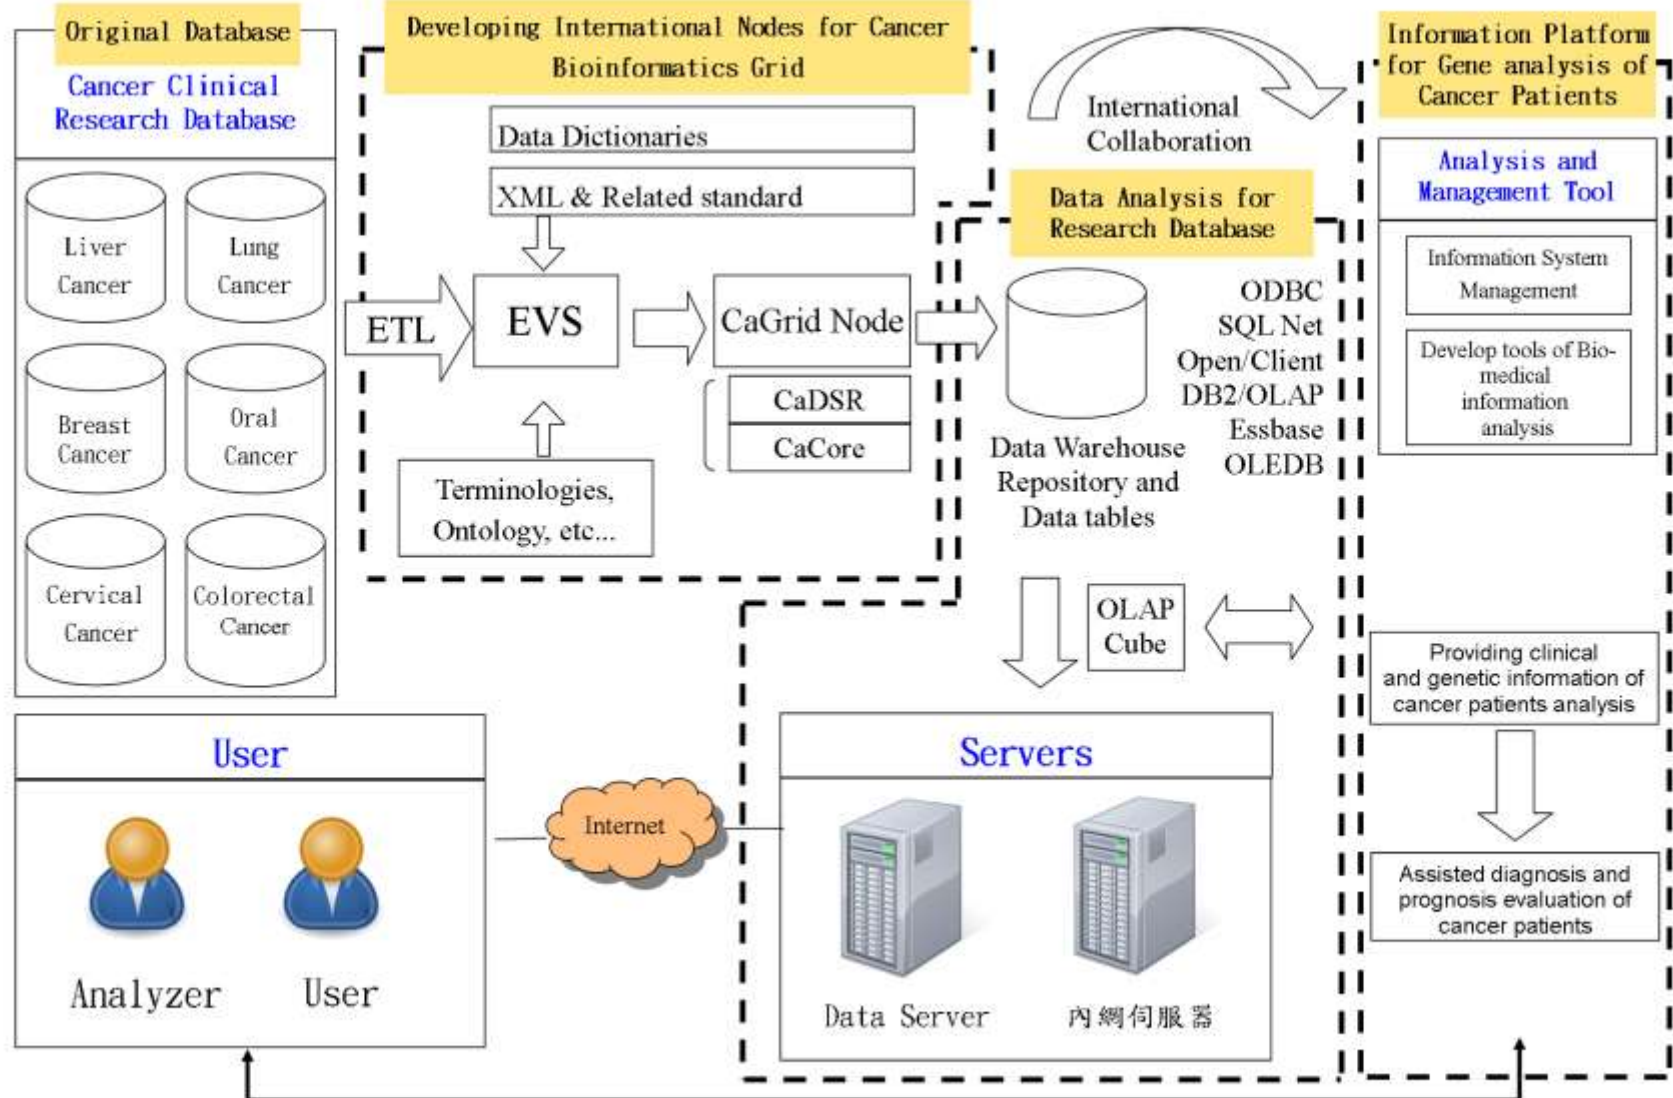 Original Database
Cancer Clinical
Research Database
Liver
Cancer
Lung
Cancer
Breast
Cancer
Oral
Cancer
Cervical
Cancer
Colorectal
Cancer
Developing International Nodes for Cancer
Bioinformatics Grid
Data Dictionaries
XML & Related standard
ETL
EVS
CaGrid Node
CaDSR
CaCore
Terminologies,
Ontology, etc...
International
Collaboration
Data Analysis for
Research Database
ODBC
SQL Net
Open/Client
DB2/OLAP
Essbase
OLEDB
Data Warehouse
Repository and
Data tables
OLAP
Cube
Information Platform
for Gene analysis of
Cancer Patients
Analysis and
Management Tool
Information System
Management
Develop tools of Bio-
medical
information
analysis
Providing clinical
and genetic information of
cancer patients analysis
Assisted diagnosis and
prognosis evaluation of
cancer patients
User
Analyzer
User
Internet
Servers
Data Server
內網伺服器